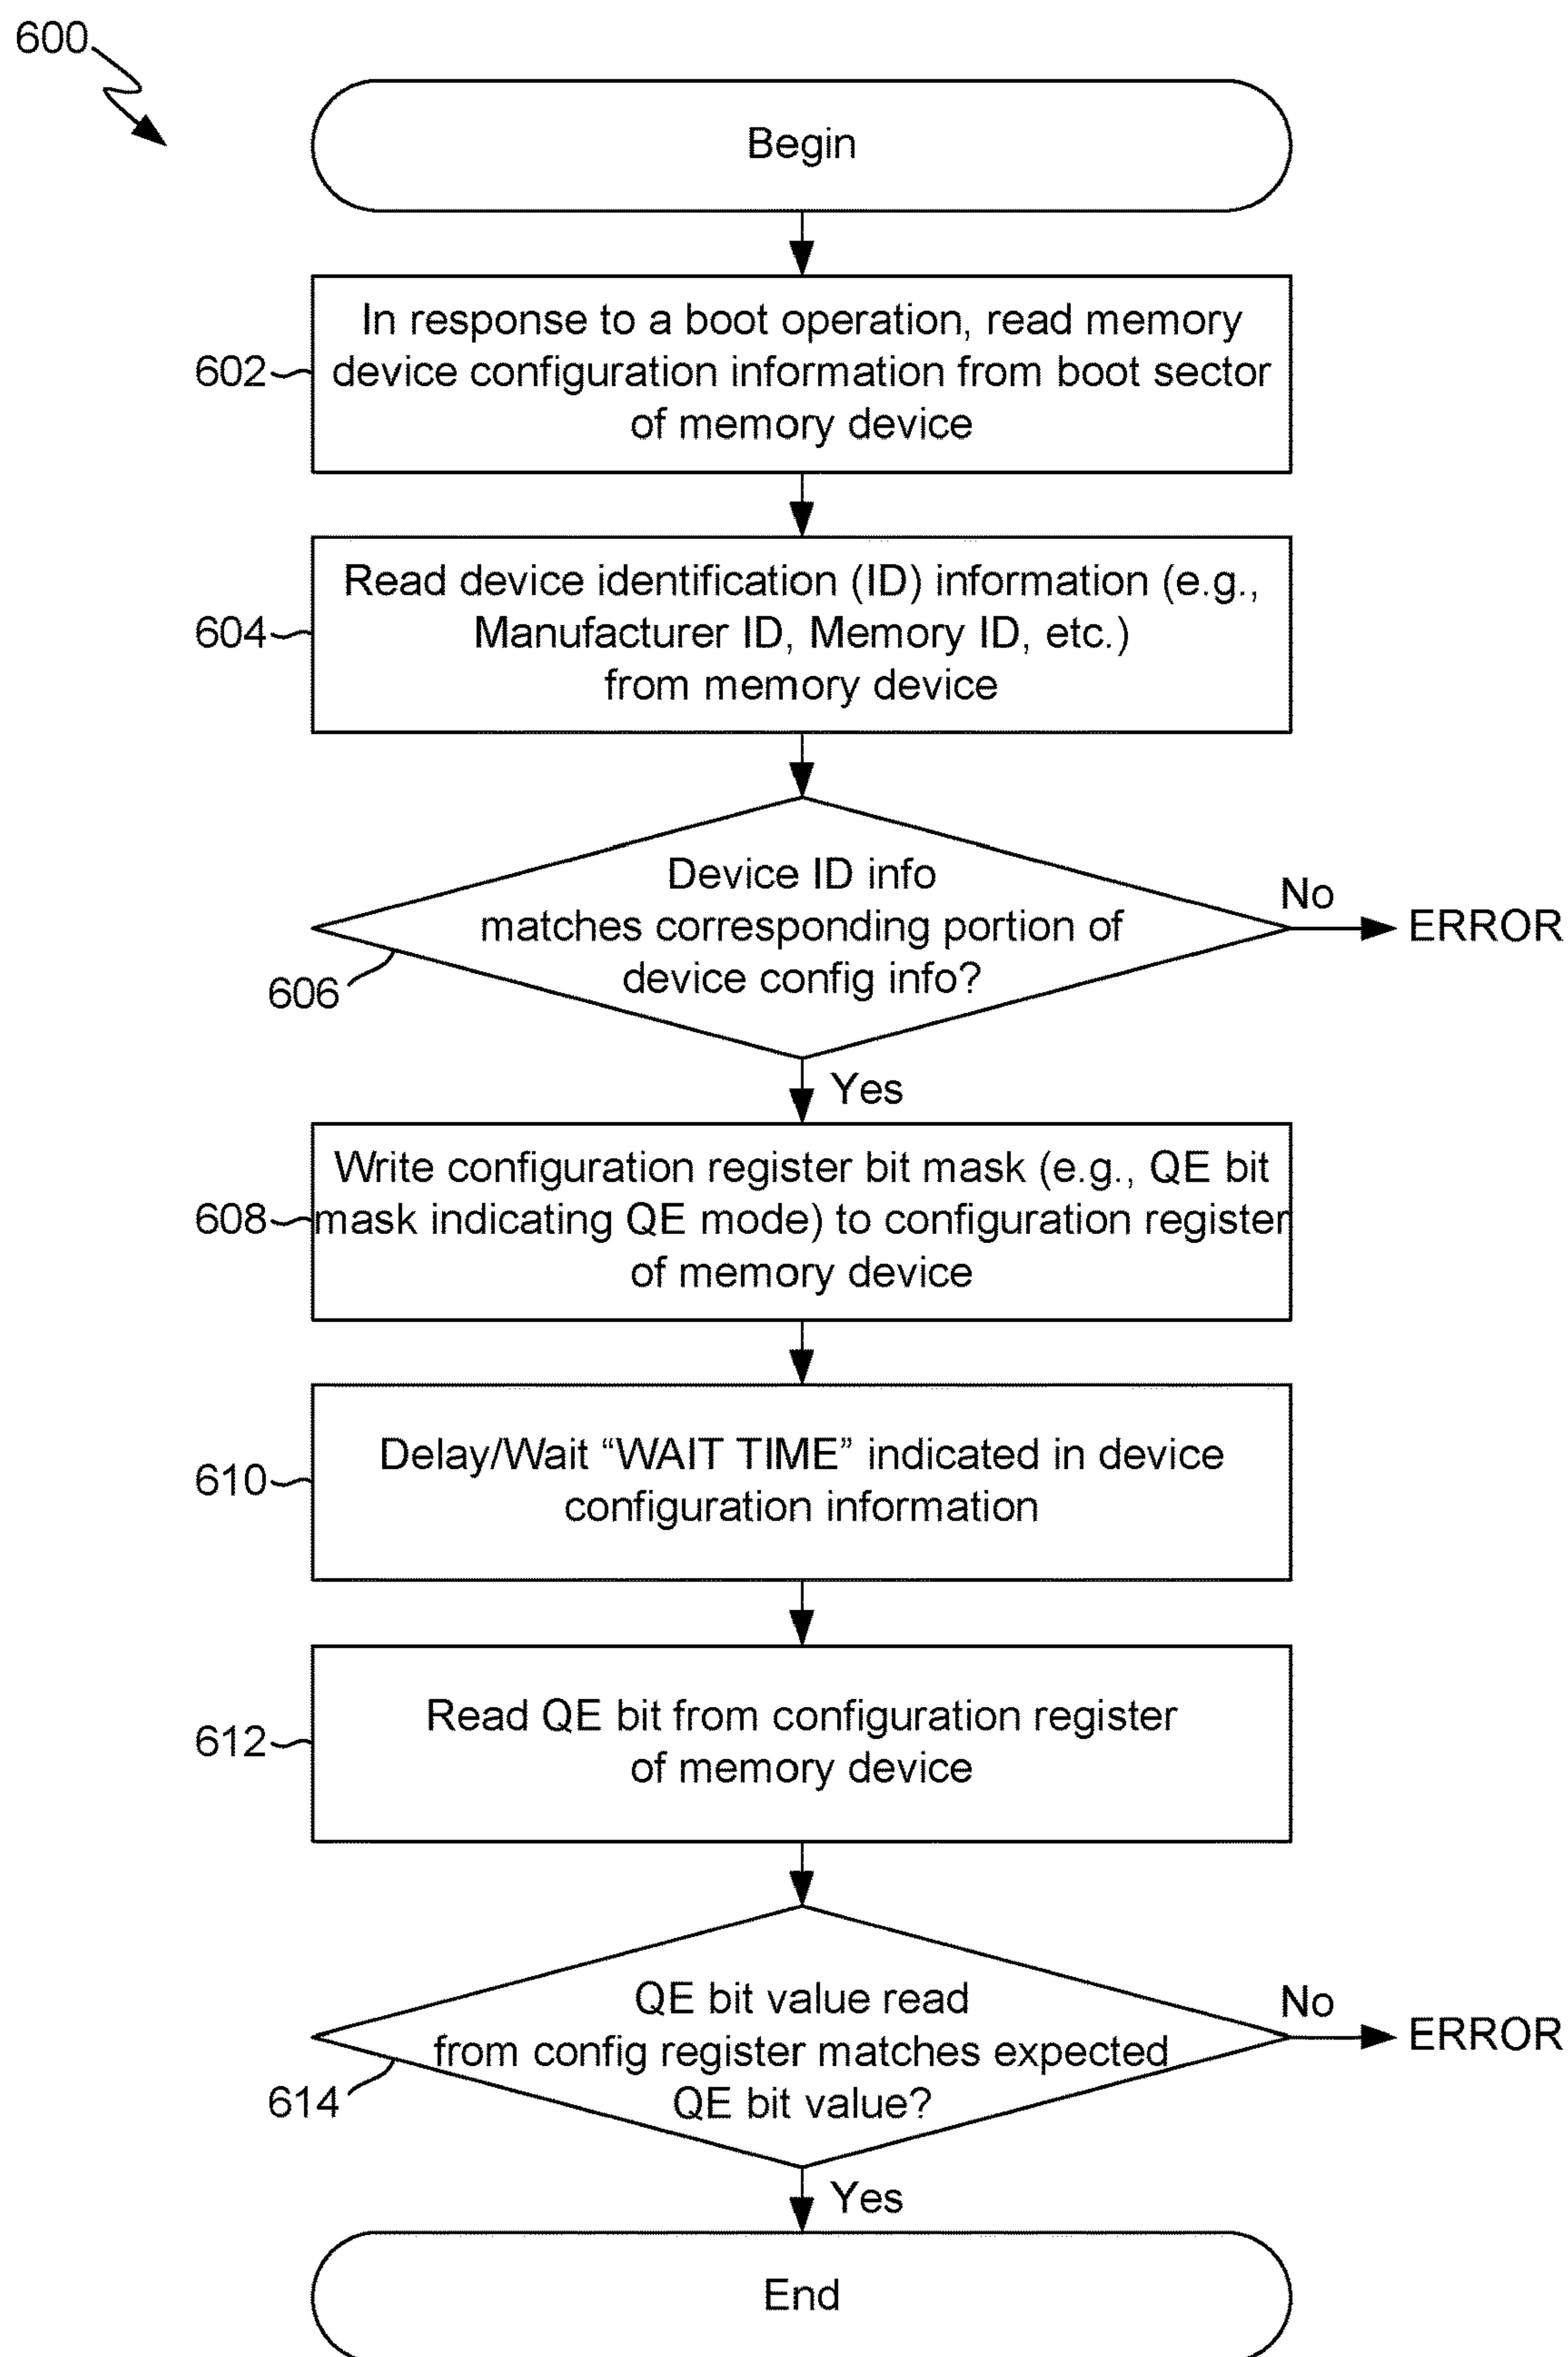 600
Begin
In response to a boot operation, read memory
602
device configuration information from boot sector
of memory device
Read device identification (ID) information (e.g.,
604
Manufacturer ID, Memory ID, etc.)
from memory device
Device ID info
No
matches corresponding portion of
ERROR
device config info?
606
Yes
Write configuration register bit mask (e.g., QE bit
608
mask indicating QE mode) to configuration register
of memory device
Delay/Wait “WAIT TIME” indicated in device
610
configuration information
Read QE bit from configuration register
612
of memory device
QE bit value read
No
from config register matches expected
ERROR
QE bit value?
614
Yes
End